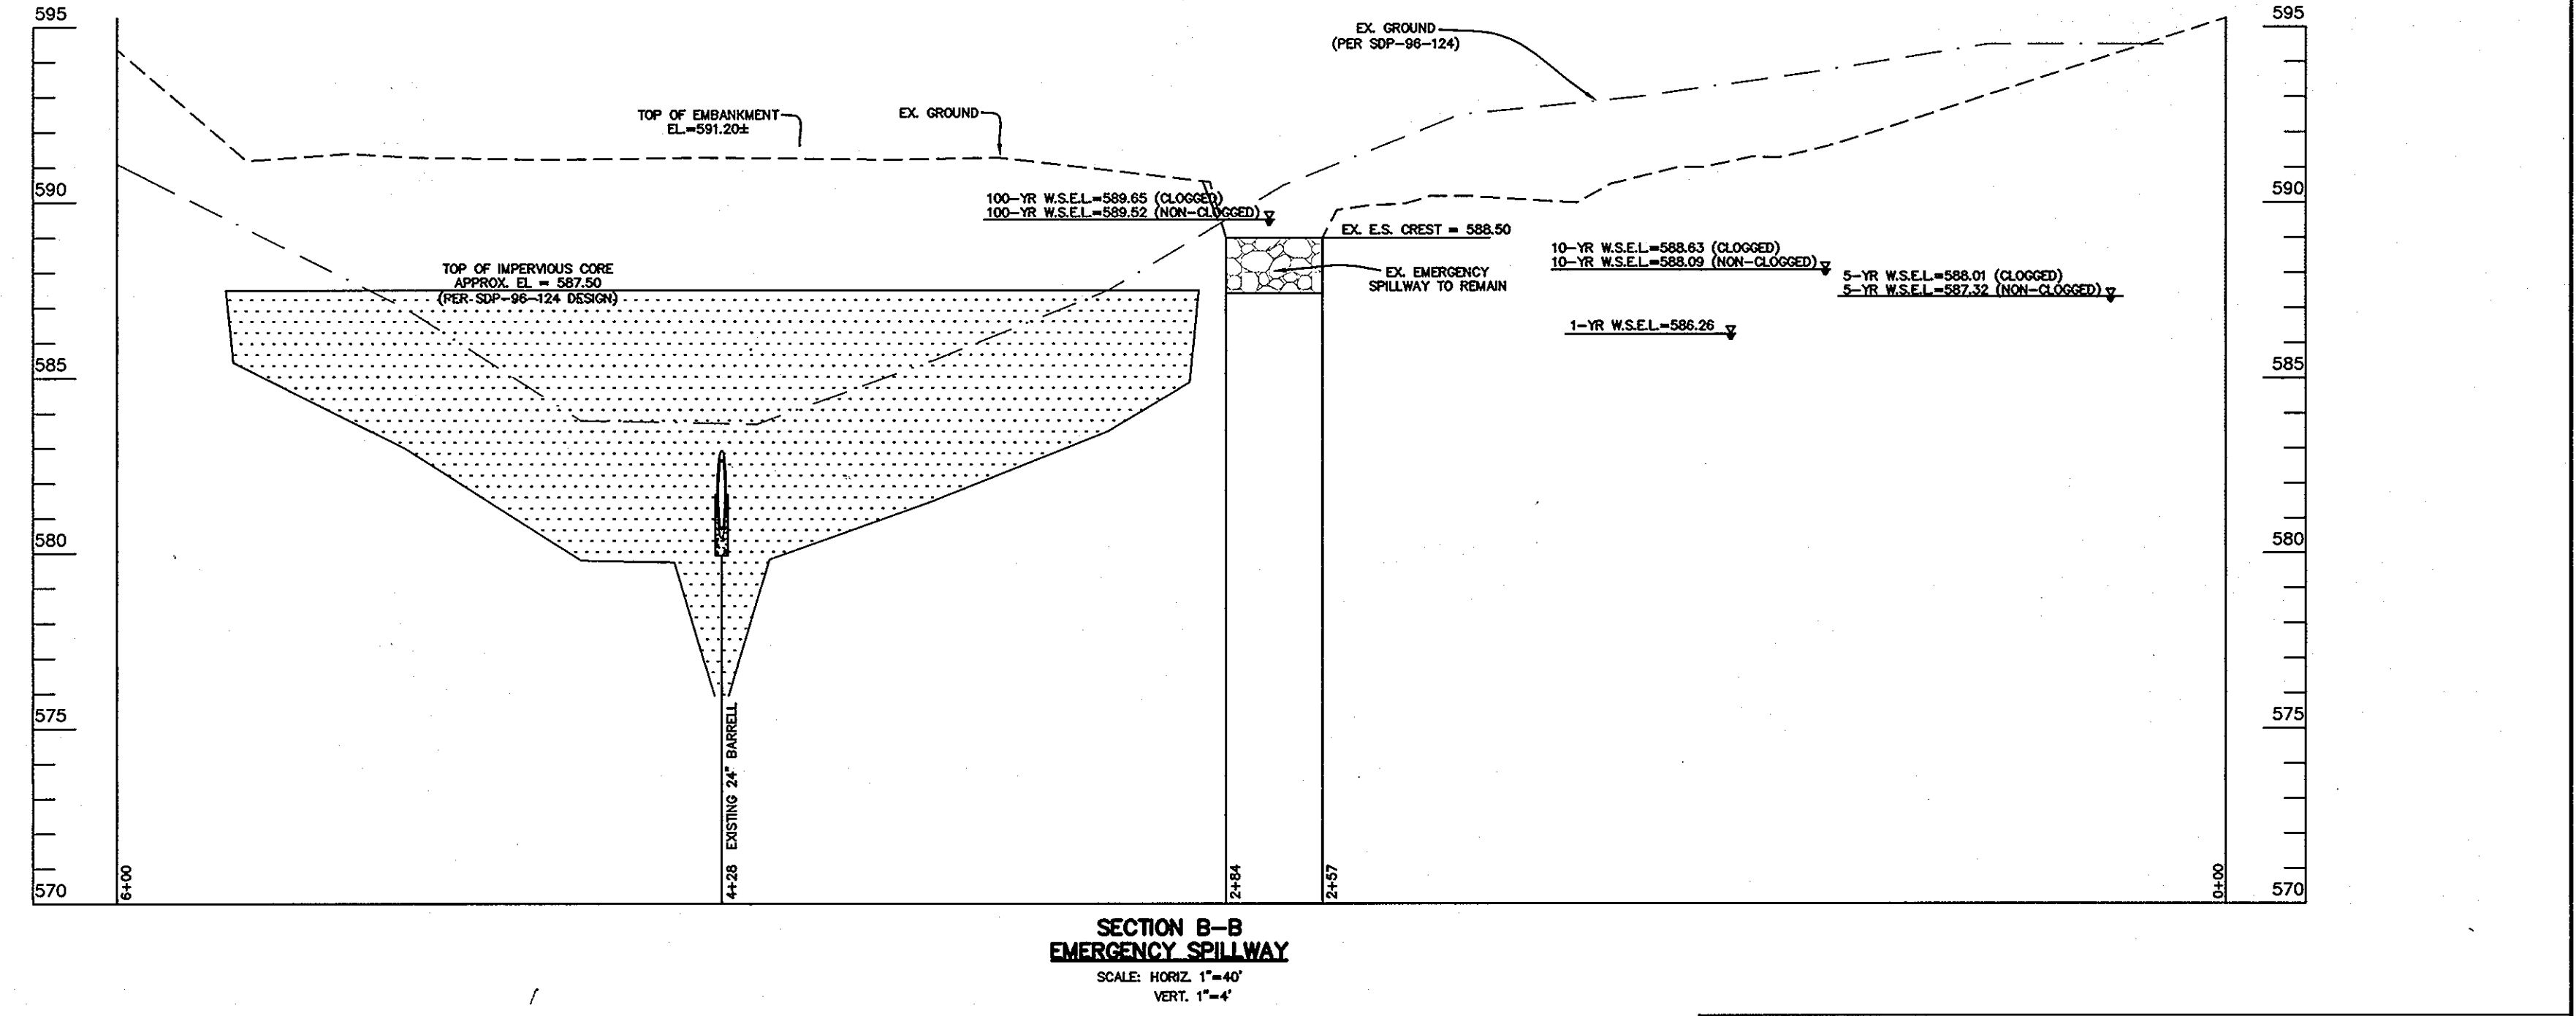 595
590
585
580
575
570
TOP OF EMBANKMENT
EL.=591.20±
EX. GROUND
EX. GROUND
(PER SDP-96-124)
595
590
585
580
575
570
100-YR W.S.E.L.=589.65 (CLOGGED)
100-YR W.S.E.L.=589.52 (NON-CLOGGED)
EX. E.S. CREST = 588.50
10-YR W.S.E.L.=588.63 (CLOGGED)
10-YR W.S.E.L.=588.09 (NON-CLOGGED)
5-YR W.S.E.L.=588.01 (CLOGGED)
5-YR W.S.E.L.=587.32 (NON-CLOGGED)
1-YR W.S.E.L.=586.26
EX. EMERGENCY
SPILLWAY TO REMAIN
TOP OF IMPERVIOUS CORE
APPROX. EL = 587.50
(PER SDP-96-124 DESIGN)
6+00
4+28 EXISTING 24" BARRELL
2+84
2+57
0+00
SECTION B-B
EMERGENCY SPILLWAY
SCALE: HORIZ. 1"=40'
VERT. 1"=4'